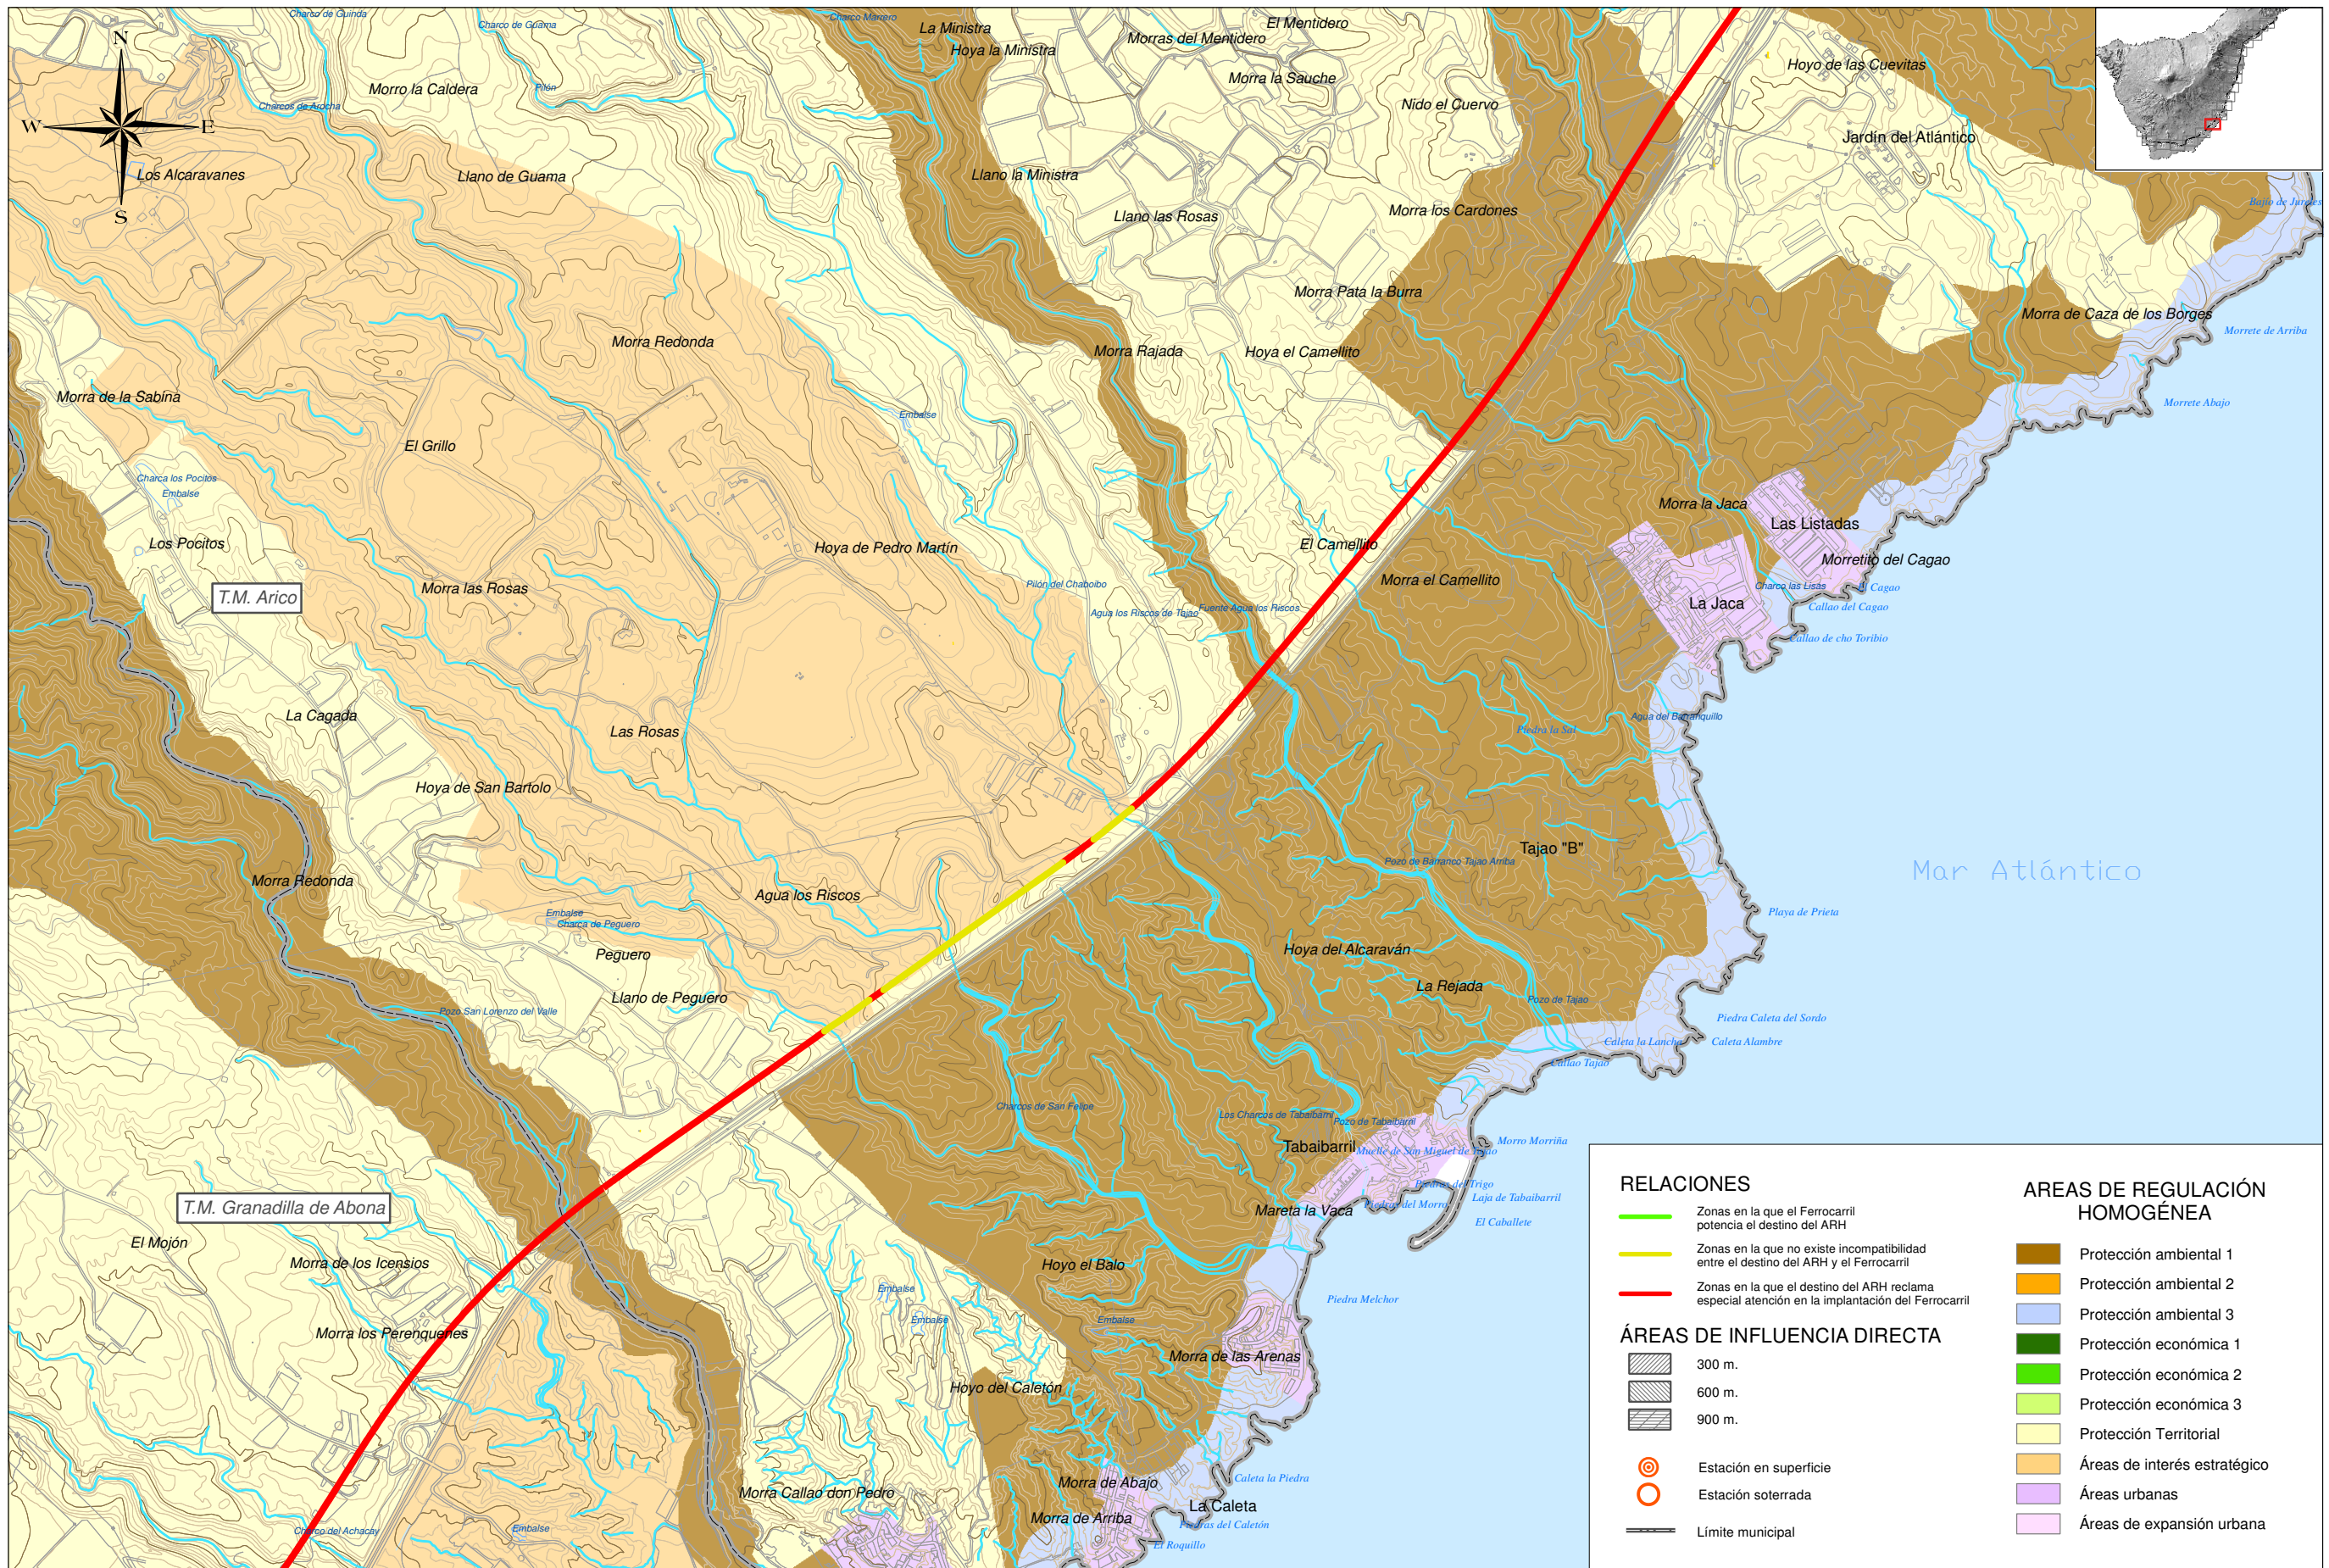 Charco de Guinda
Charco de Guama
Charco Marrero
La Ministra
Hoya la Ministra
El Mentidero
Morras del Mentidero
Morra la Sauche
Hoyo de las Cuevitas
N
W
E
S
Morro la Caldera
Pilón
Charcos de Arocha
Nido el Cuervo
Jardín del Atlántico
Los Alcaravanes
Llano de Guama
Llano la Ministra
Llano las Rosas
Morra los Cardones
Morra Pata la Burra
Morra de Caza de los Borges
Morrete de Arriba
Morra Redonda
Morra Rajada
Hoya el Camellito
Morra de la Sabina
Morrete Abajo
Embalse
El Grillo
Charca los Pocitos
Embalse
Morra la Jaca
Las Listadas
Los Pocitos
Hoya de Pedro Martín
El Camellito
Morretito del Cagao
Morra las Rosas
Pilón del Chaboibo
Morra el Camellito
Charco las Lisas
El Cagao
T.M. Arico
Agua los Riscos de Tajao
Fuente Agua los Riscos
La Jaca
Callao del Cagao
Callao de cho Toribio
La Cagada
Las Rosas
Agua del Barranquillo
Piedra la Sal
Hoya de San Bartolo
Tajao "B"
Pozo de Barranco Tajao Arriba
Mar Atlántico
Morra Redonda
Agua los Riscos
Embalse
Charca de Peguero
Playa de Prieta
Peguero
Hoya del Alcaraván
Llano de Peguero
La Rejada
Pozo de Tajao
Pozo San Lorenzo del Valle
Piedra Caleta del Sordo
Caleta la Lancha
Caleta Alambre
Callao Tajao
Charcos de San Felipe
Los Charcos de Tabaibarril
Pozo de Tabaibarril
Tabaibarril
Muelle de San Miguel de Tajao
Morro Morriña
Piedras del Trigo
Piedras del Morro
Laja de Tabaibarril
Mareta la Vaca
El Caballete
T.M. Granadilla de Abona
El Mojón
Morra de los Icensios
Hoyo el Balo
Embalse
Embalse
Embalse
Piedra Melchor
Morra los Perenquenes
Morra de las Arenas
Hoyo del Caletón
Morra de Abajo
Caleta la Piedra
Morra Callao don Pedro
La Caleta
Morra de Arriba
Piedras del Caletón
Charco del Achacay
Embalse
El Roquillo
RELACIONES
Zonas en la que el Ferrocarril
potencia el destino del ARH
Zonas en la que no existe incompatibilidad
entre el destino del ARH y el Ferrocarril
Zonas en la que el destino del ARH reclama
especial atención en la implantación del Ferrocarril
ÁREAS DE INFLUENCIA DIRECTA
300 m.
600 m.
900 m.
Estación en superficie
Estación soterrada
Límite municipal
AREAS DE REGULACIÓN
HOMOGÉNEA
Protección ambiental 1
Protección ambiental 2
Protección ambiental 3
Protección económica 1
Protección económica 2
Protección económica 3
Protección Territorial
Áreas de interés estratégico
Áreas urbanas
Áreas de expansión urbana